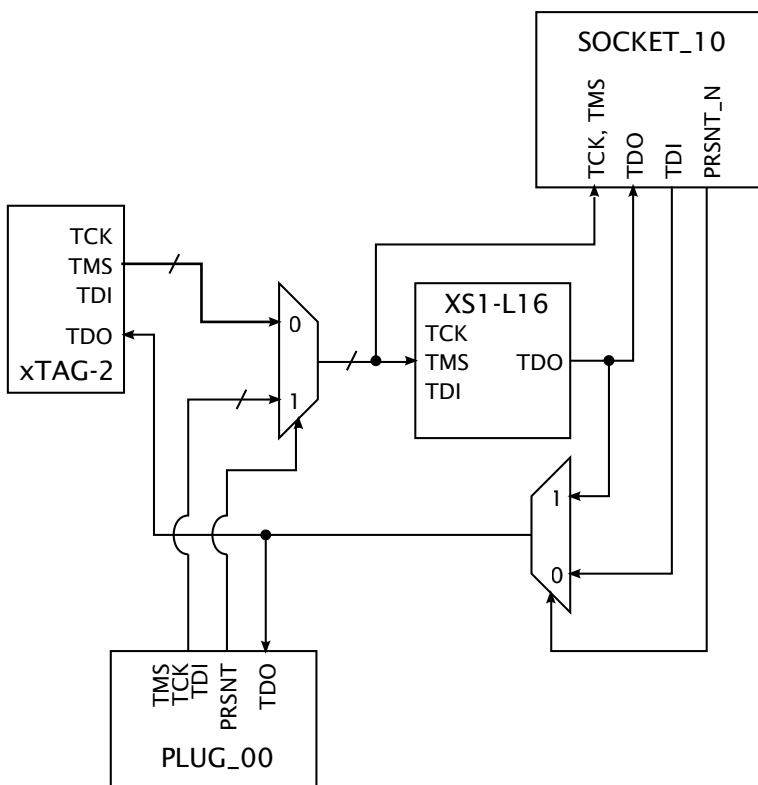 SOCKET_10
TCK, TMS
TDO
TDI
PRSNT_N
TCK
TMS
TDI
TDO
xTAG-2
0
1
XS1-L16
TCK
TMS
TDI
TDO
1
0
TMS
TCK
TDI
PRSNT
TDO
PLUG_00